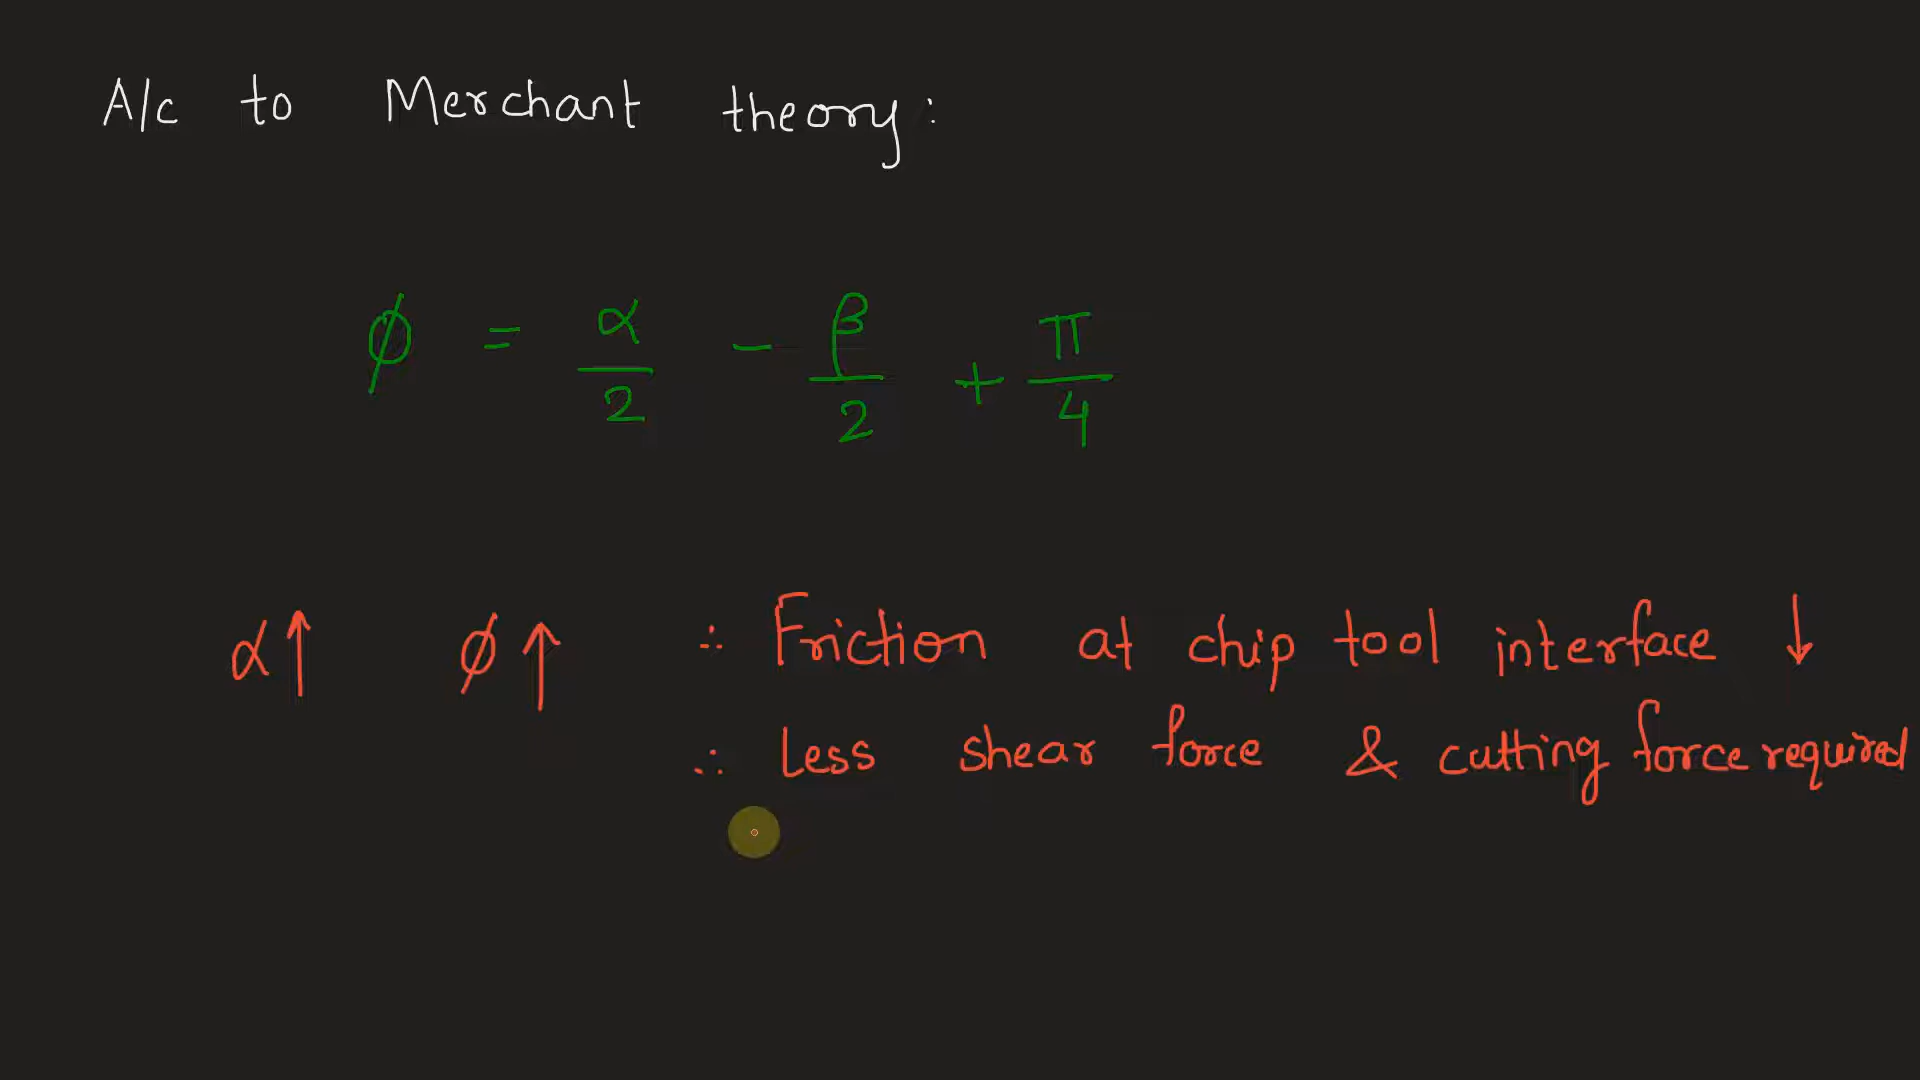 A/c to Merchant theory:
ϕ = α/2 - β/2 + π/4
α↑ ϕ↑ ∴ Friction at chip tool interface ↓
∴ Less shear force & cutting force required